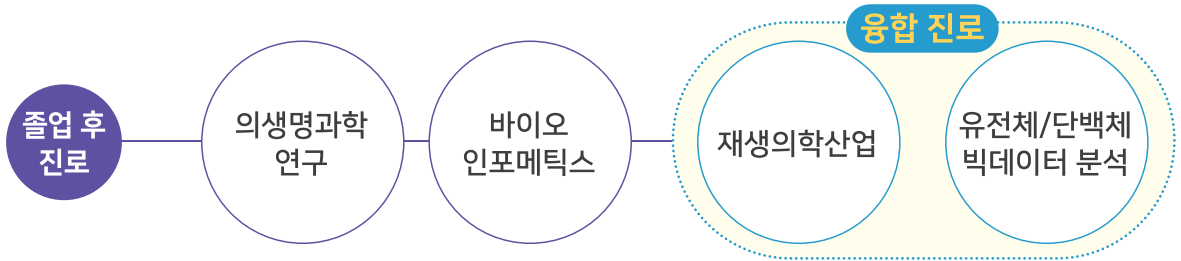 융합 진로
졸업 후
진로
의생명과학
연구
바이오
인포메틱스
재생의학산업
유전체/단백체
빅데이터 분석